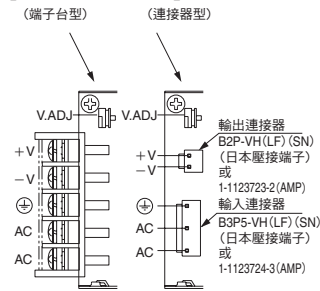 （端子台型）
（連接器型）
V.ADJ
+V
−V
AC
AC
V.ADJ
+V
−V
AC
AC
輸出連接器
B2P-VH(LF)(SN)
（日本壓接端子）
或
1-1123723-2(AMP)
輸入連接器
B3P5-VH(LF)(SN)
（日本壓接端子）
或
1-1123724-3(AMP)